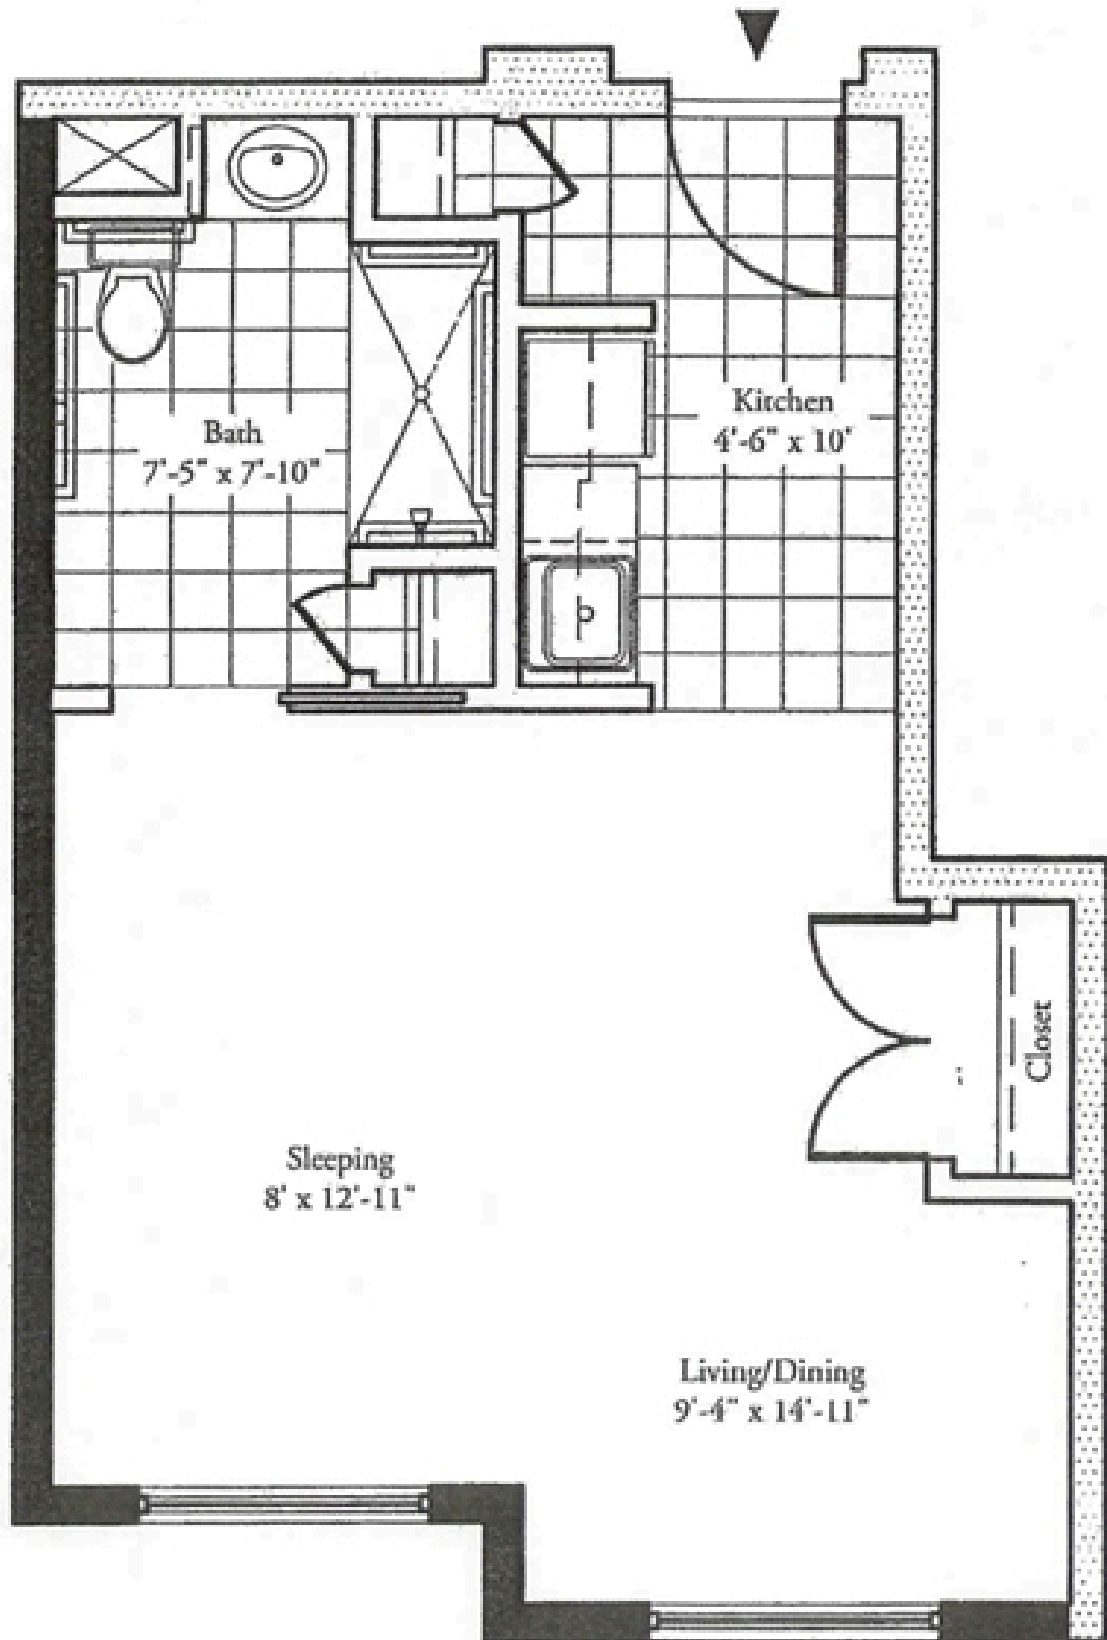 Kitchen
4'-6" x 10'
Bath
7'-5" x 7'-10"
Closet
Sleeping
8' x 12'-11"
Living/Dining
9'-4" x 14'-11"